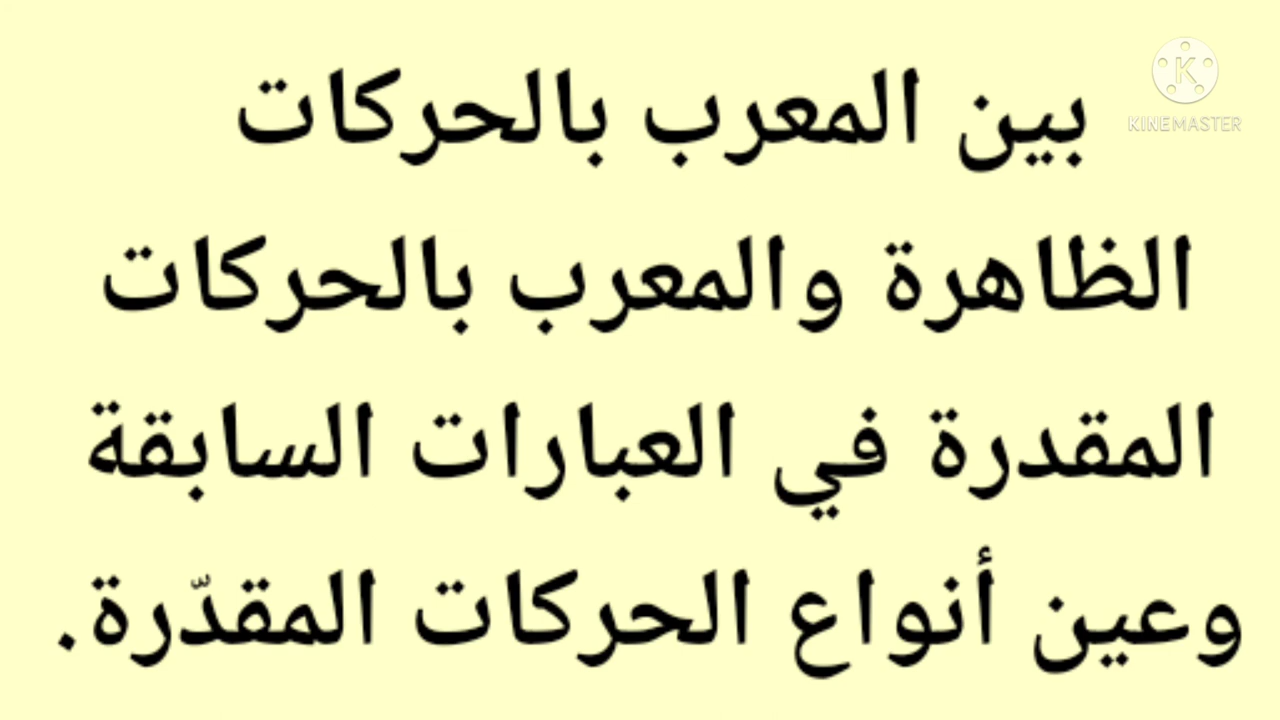 بين المعرب بالحركات
الظاهرة والمعرب بالحركات
المقدرة في العبارات السابقة
وعين أنواع الحركات المقدّرة.
KINEMASTER